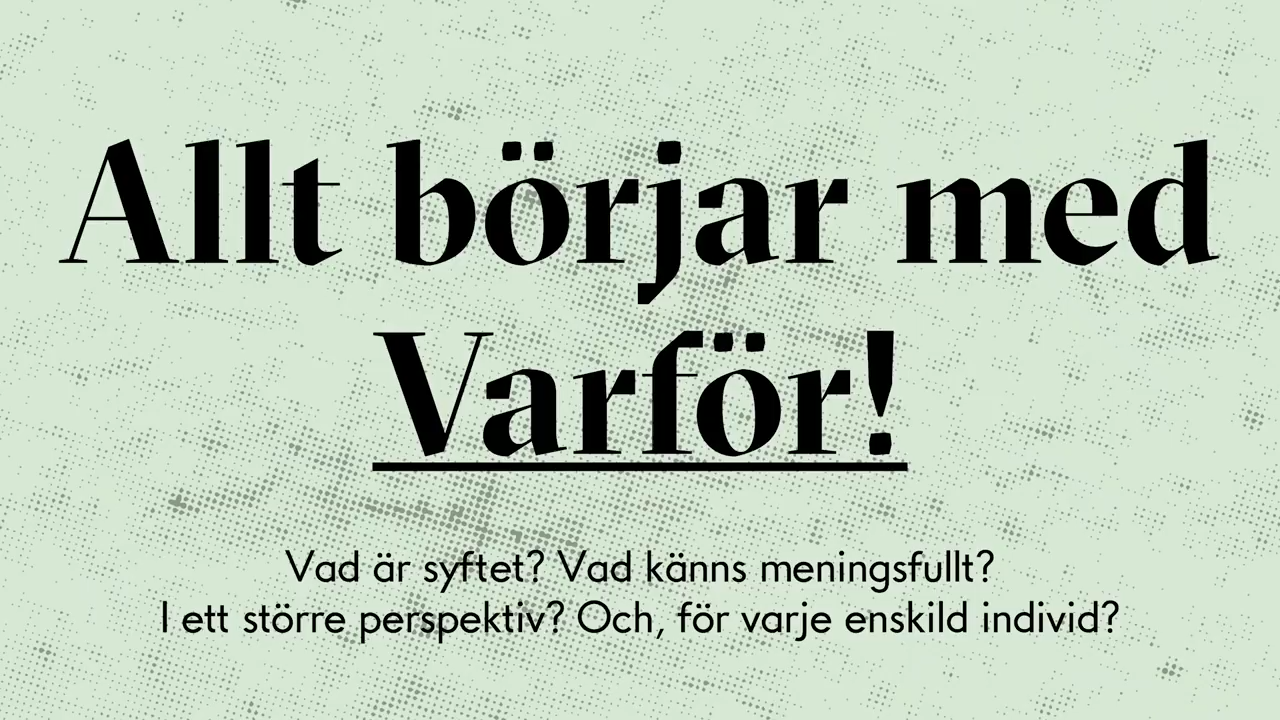 Allt börjar med
Varför!
Vad är syftet? Vad känns meningsfullt?
I ett större perspektiv? Och, för varje enskild individ?